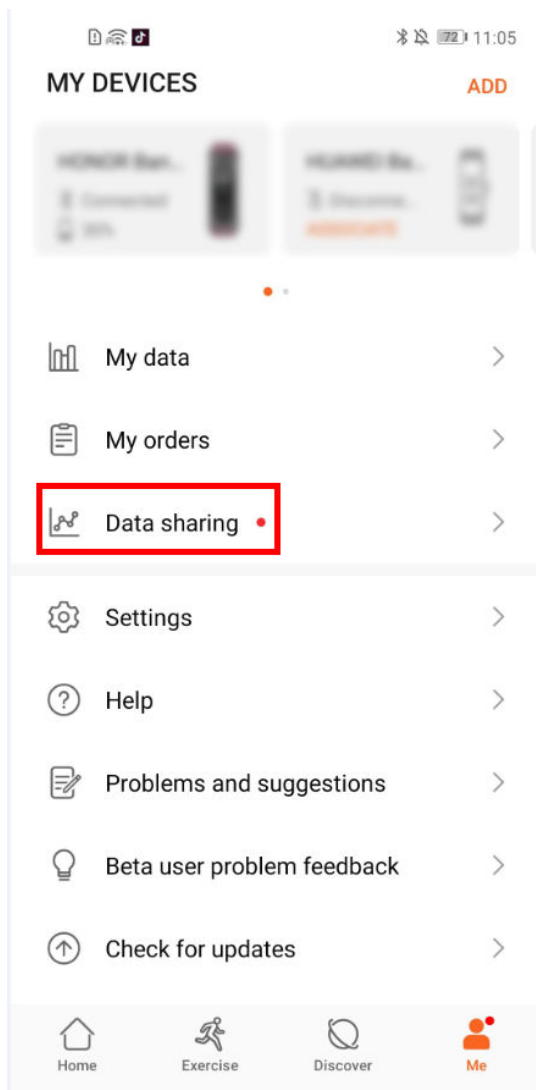 72 11:05
MY DEVICES
ADD
My data
My orders
Data sharing
Settings
Help
Problems and suggestions
Beta user problem feedback
Check for updates
Home Exercise Discover Me